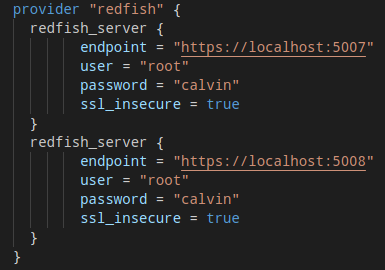 provider "redfish" {
  redfish_server {
        endpoint = "https://localhost:5007"
        user = "root"
        password = "calvin"
        ssl_insecure = true
  }
  redfish_server {
        endpoint = "https://localhost:5008"
        user = "root"
        password = "calvin"
        ssl_insecure = true
  }
}